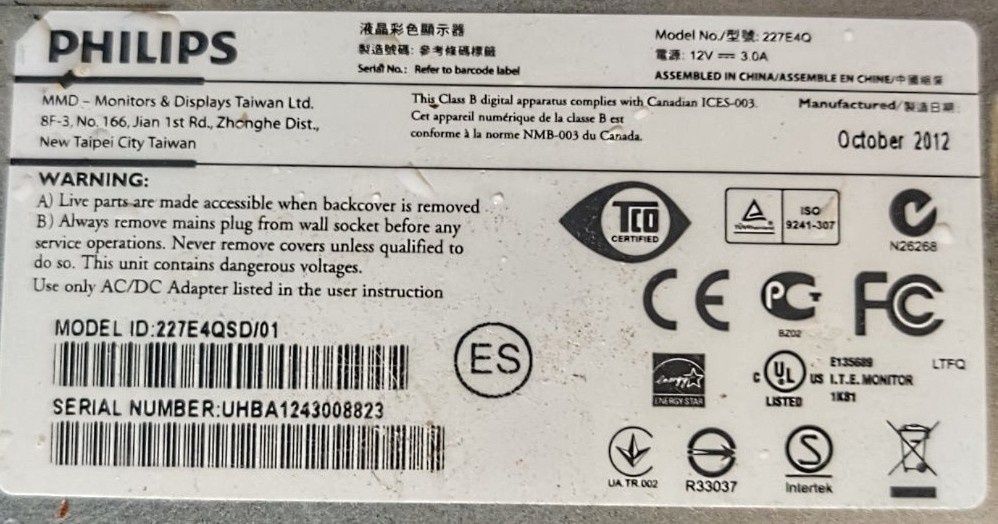 PHILIPS
液晶彩色顯示器
製造號碼: 參考條碼標籤
Serial No.: Refer to barcode label
Model No./型號: 227E4Q
電源: 12V ⎓ 3.0A
ASSEMBLED IN CHINA/ASSEMBLE EN CHINE/中國組裝
MMD – Monitors & Displays Taiwan Ltd.
8F-3, No. 166, Jian 1st Rd., Zhonghe Dist.,
New Taipei City Taiwan
This Class B digital apparatus complies with Canadian ICES-003.
Cet appareil numérique de la classe B est
conforme à la norme NMB-003 du Canada.
Manufactured/製造日期:
October 2012
WARNING:
A) Live parts are made accessible when backcover is removed
B) Always remove mains plug from wall socket before any
service operations. Never remove covers unless qualified to
do so. This unit contains dangerous voltages.
Use only AC/DC Adapter listed in the user instruction
MODEL ID:227E4QSD/01
SERIAL NUMBER:UHBA1243008823
ES
TCO
CERTIFIED
ISO
9241-307
N26268
CE
PCT
BZ02
FC
energy
ENERGY STAR
C UL US
LISTED
E135689
I.T.E. MONITOR
1K81
LTFQ
UA.TR.002
R33037
S
Intertek